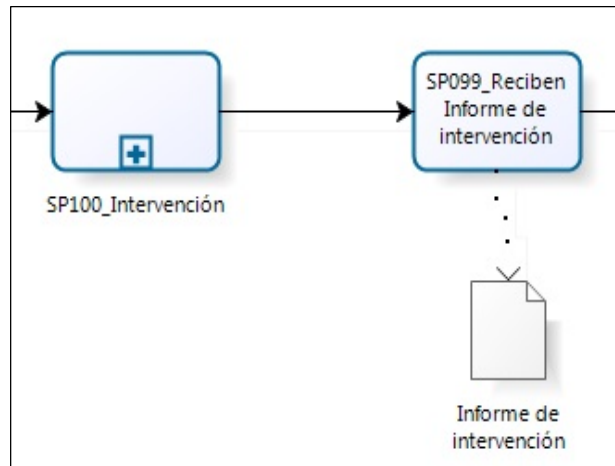 SP099_Reciben
Informe de
intervención
SP100_Intervención
Informe de
intervención